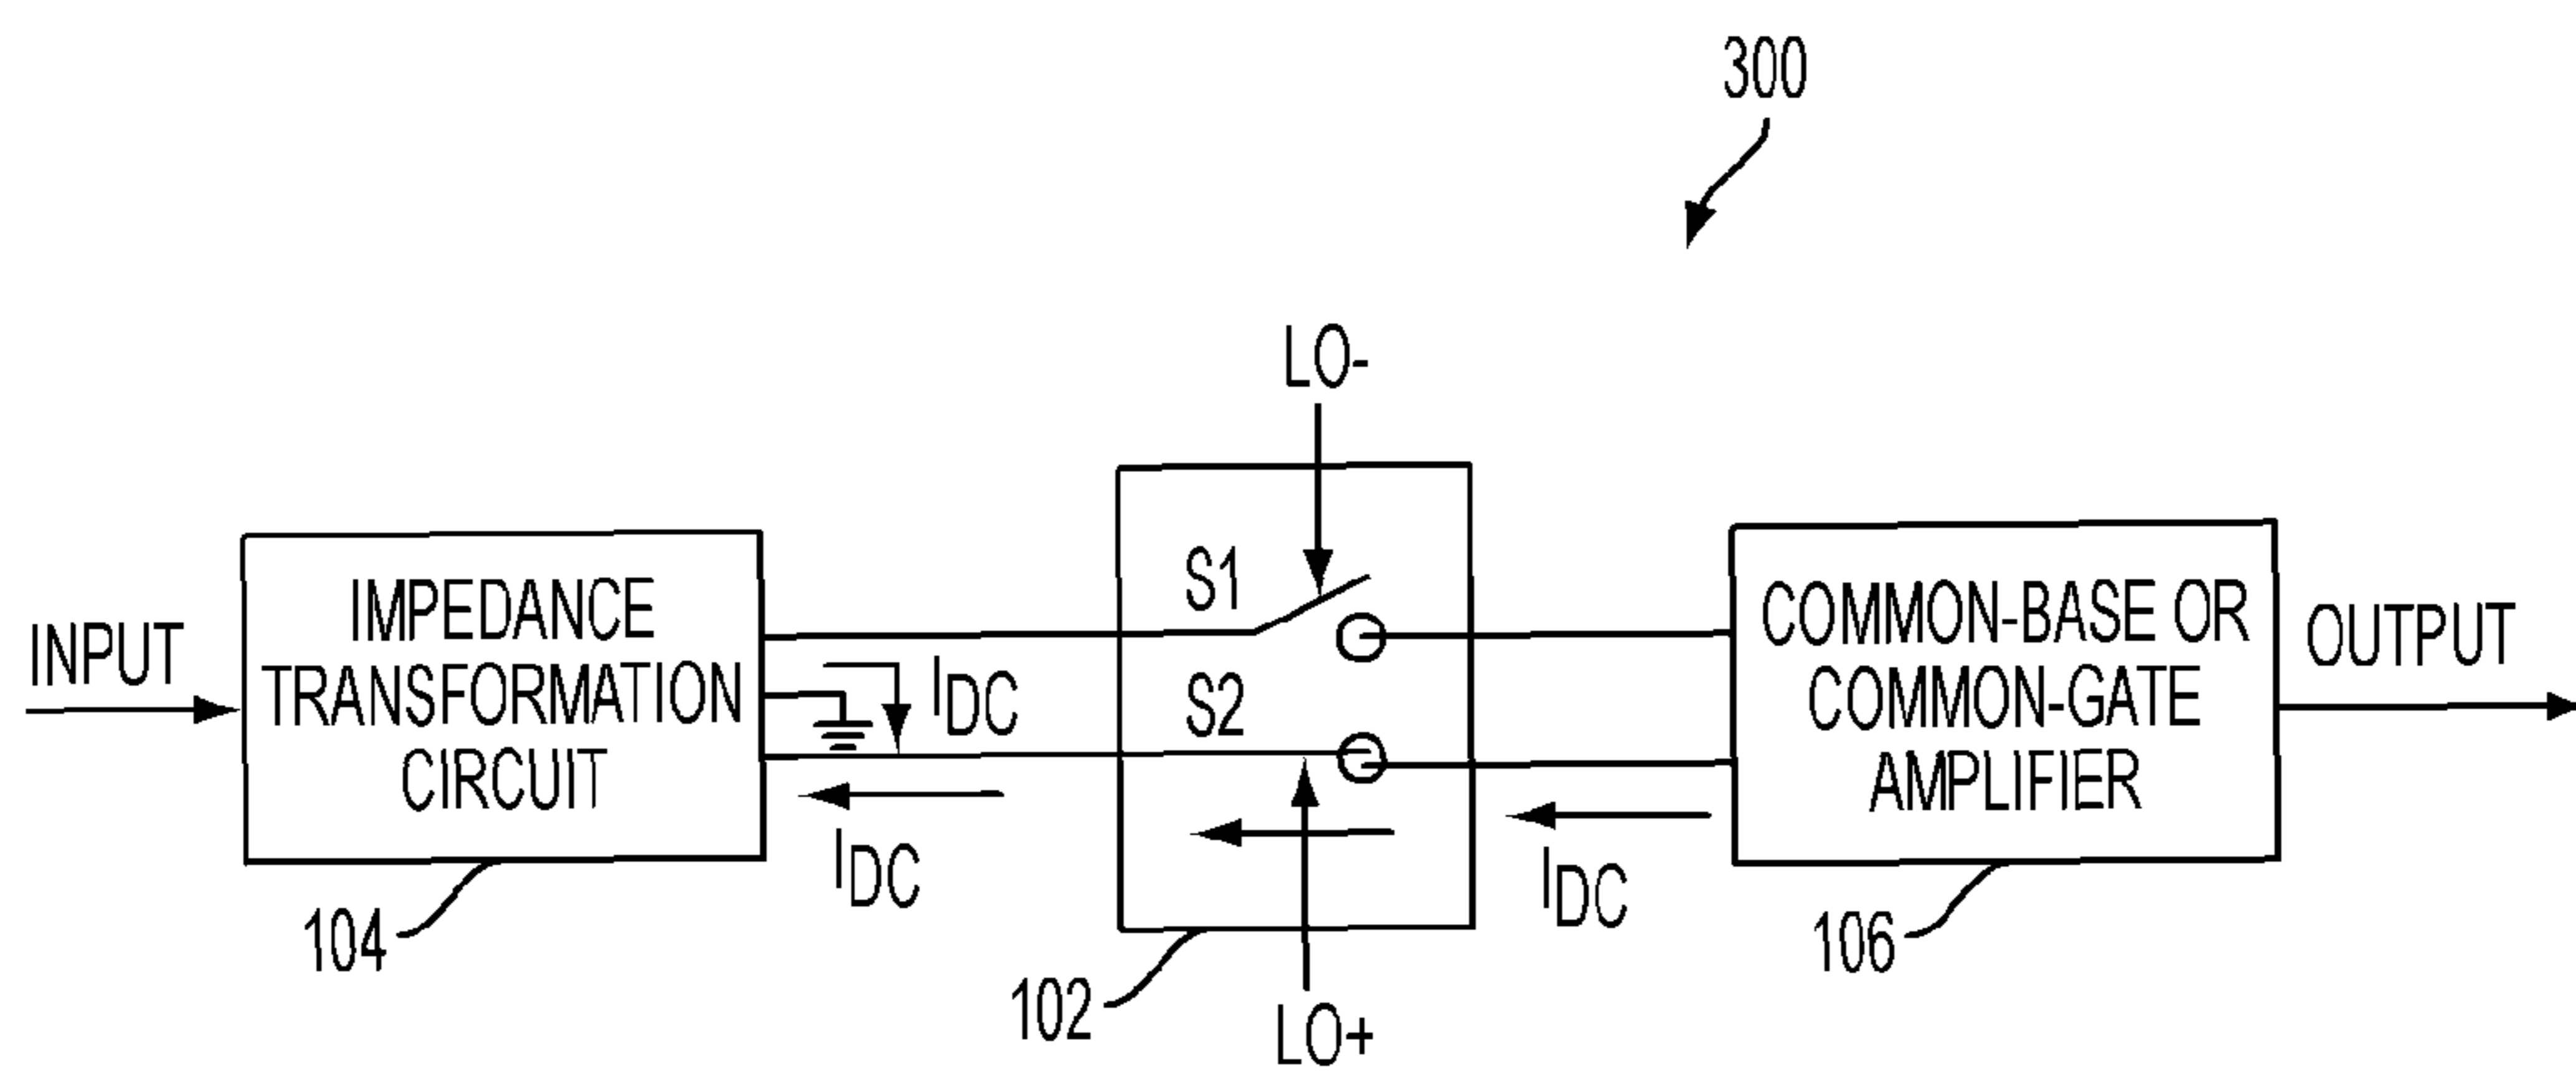 300
LO-
INPUT
IMPEDANCE
TRANSFORMATION
CIRCUIT
104
IDC
IDC
S1
S2
102
LO+
IDC
COMMON-BASE OR
COMMON-GATE
AMPLIFIER
106
OUTPUT